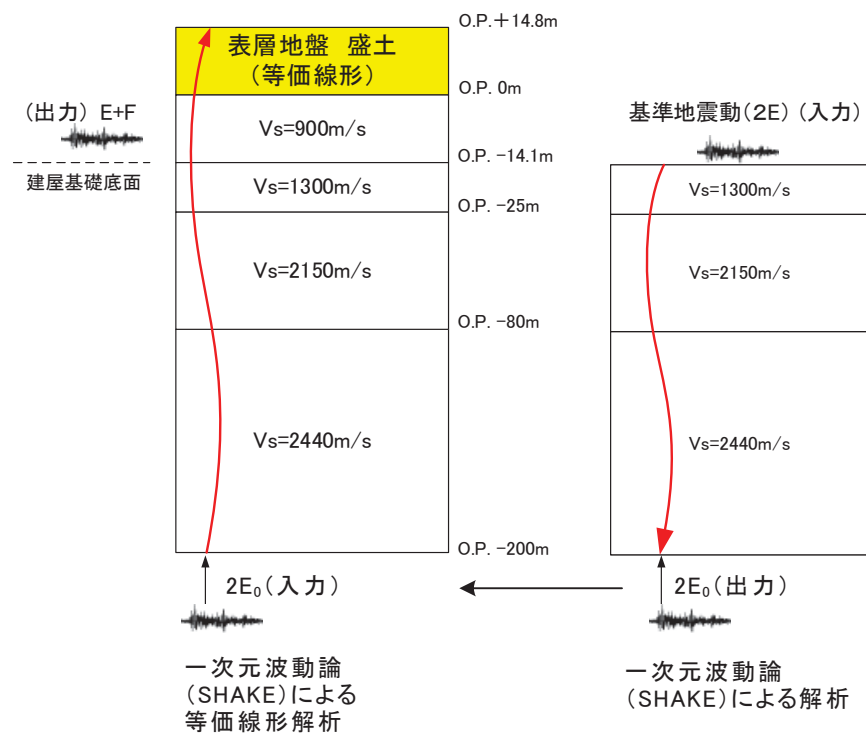 O.P.+14.8m
表層地盤 盛土
(等価線形)
O.P. 0m
(出力) E+F
Vs=900m/s
基準地震動(2E) (入力)
O.P. -14.1m
建屋基礎底面
Vs=1300m/s
Vs=1300m/s
O.P. -25m
Vs=2150m/s
Vs=2150m/s
O.P. -80m
Vs=2440m/s
Vs=2440m/s
O.P. -200m
2E₀(入力)
2E₀(出力)
一次元波動論
(SHAKE)による
等価線形解析
一次元波動論
(SHAKE)による解析